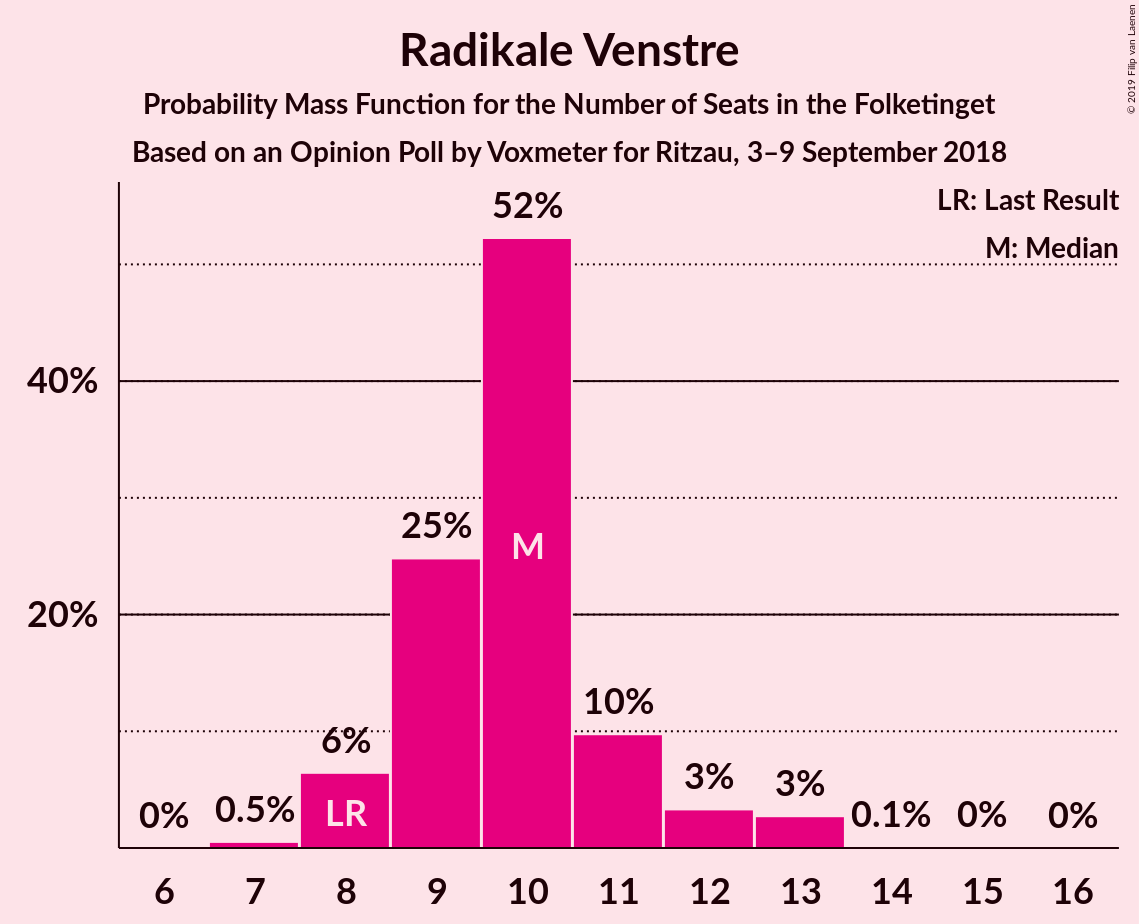 Radikale Venstre
Probability Mass Function for the Number of Seats in the Folketinget
Based on an Opinion Poll by Voxmeter for Ritzau, 3–9 September 2018
© 2019 Filip van Laenen
LR: Last Result
M: Median
40%
20%
0%
0.5%
6%
25%
52%
10%
3%
3%
0.1%
0%
0%
LR
M
6 7 8 9 10 11 12 13 14 15 16